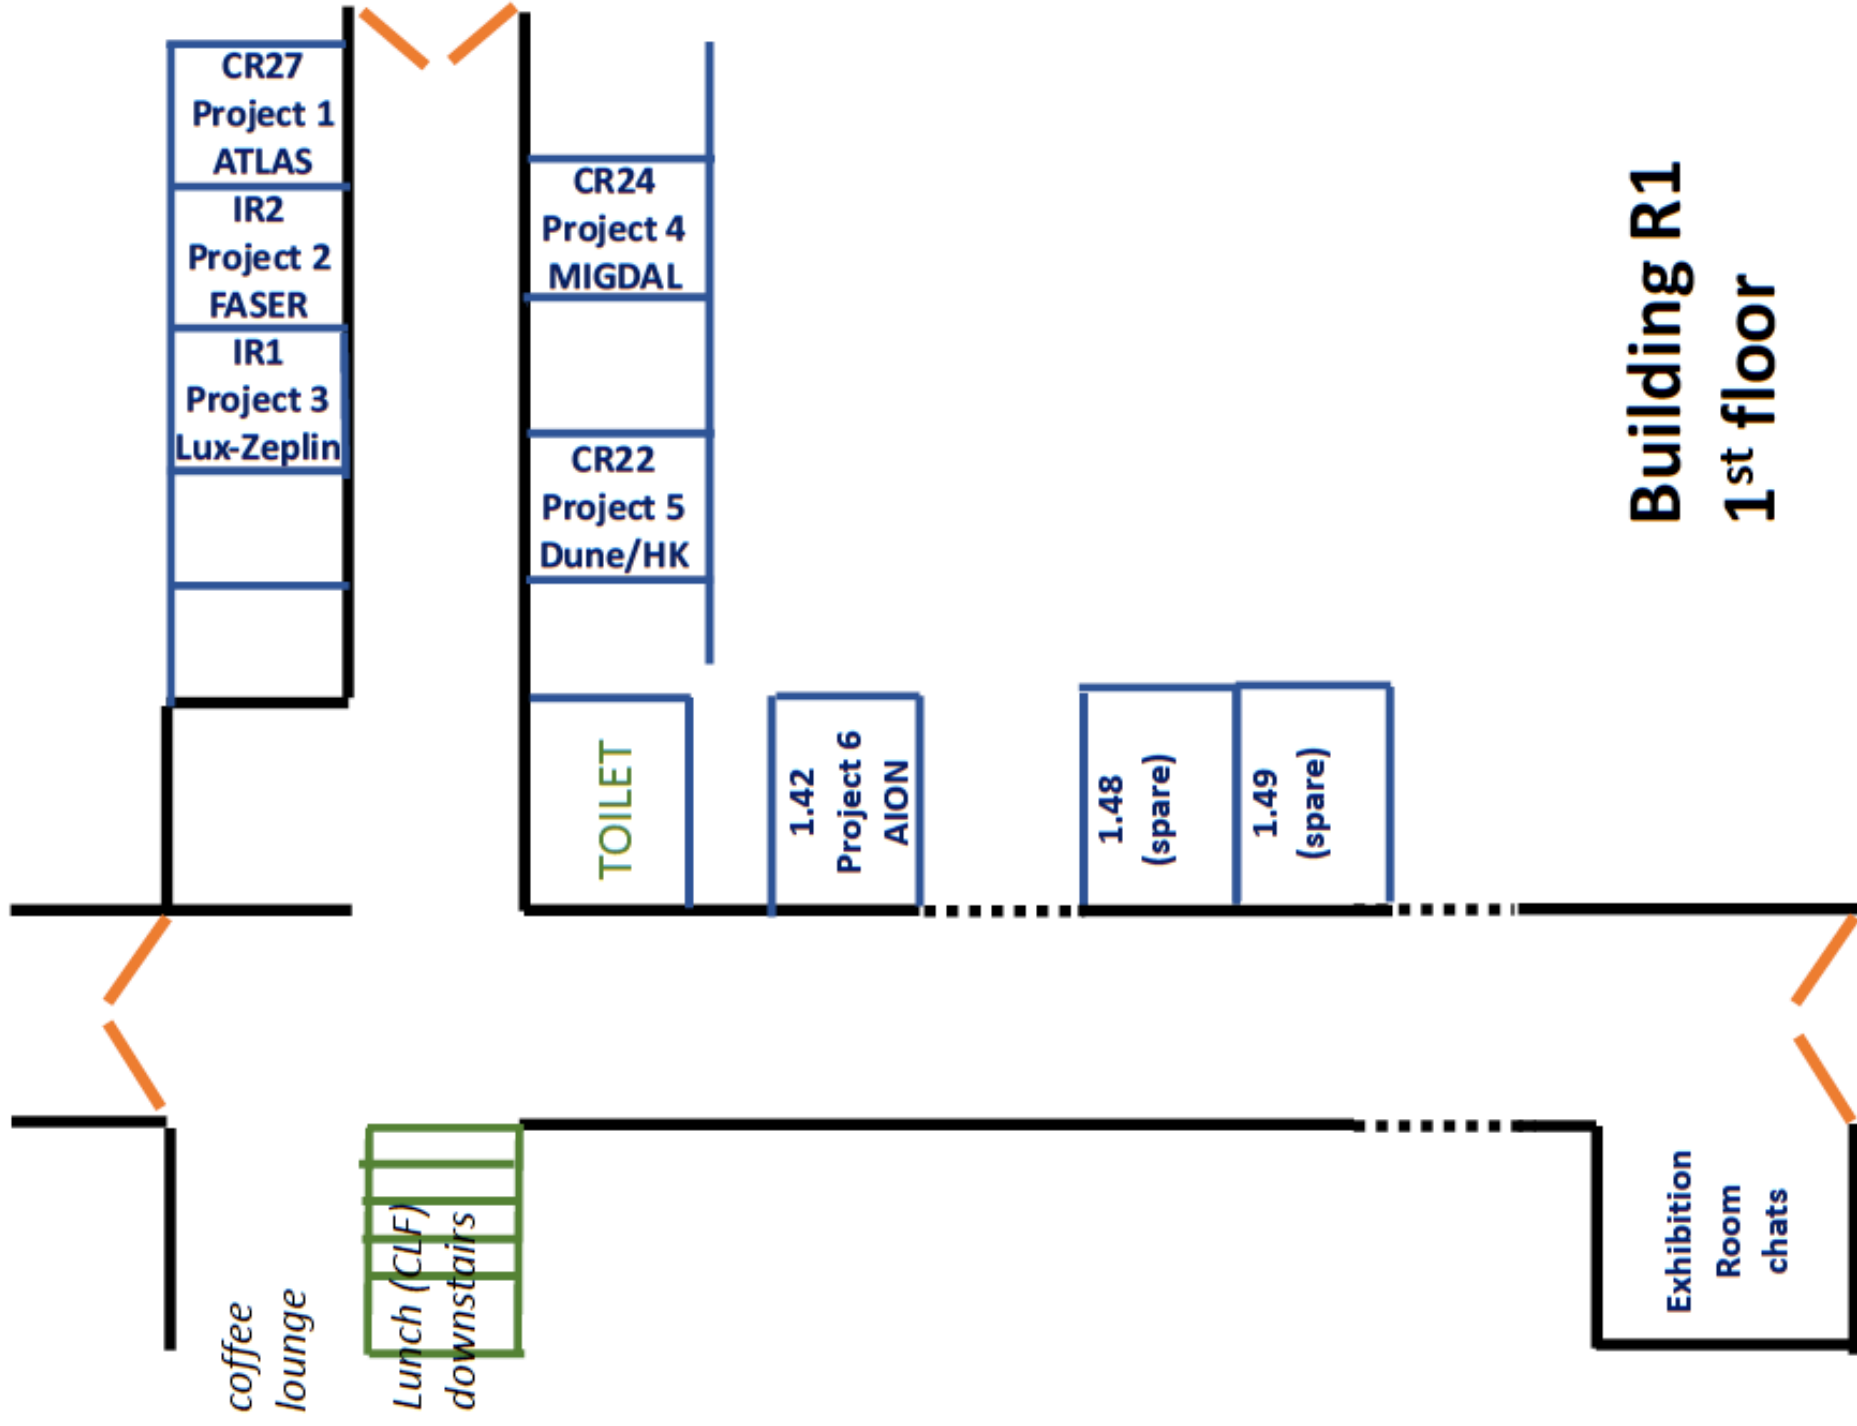 CR27
Project 1
ATLAS
IR2
Project 2
FASER
IR1
Project 3
Lux-Zeplin
CR24
Project 4
MIGDAL
CR22
Project 5
Dune/HK
Building R1
1st floor
TOILET
1.42
Project 6
AION
1.48
(spare)
1.49
(spare)
coffee
lounge
Lunch (CLF)
downstairs
Exhibition
Room
chats